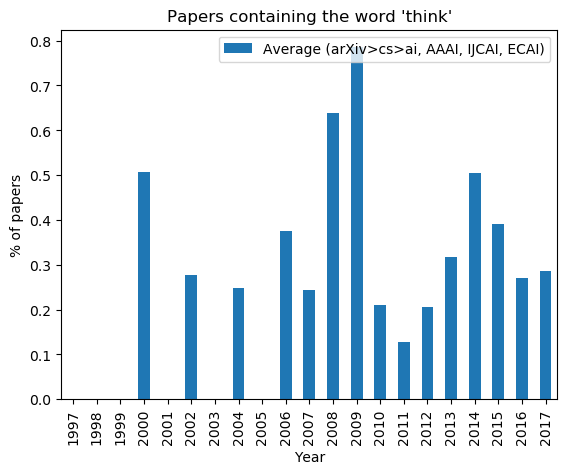 Papers containing the word 'think'
Average (arXiv>cs>ai, AAAI, IJCAI, ECAI)
% of papers
0.8
0.7
0.6
0.5
0.4
0.3
0.2
0.1
0.0
1997 1998 1999 2000 2001 2002 2003 2004 2005 2006 2007 2008 2009 2010 2011 2012 2013 2014 2015 2016 2017
Year